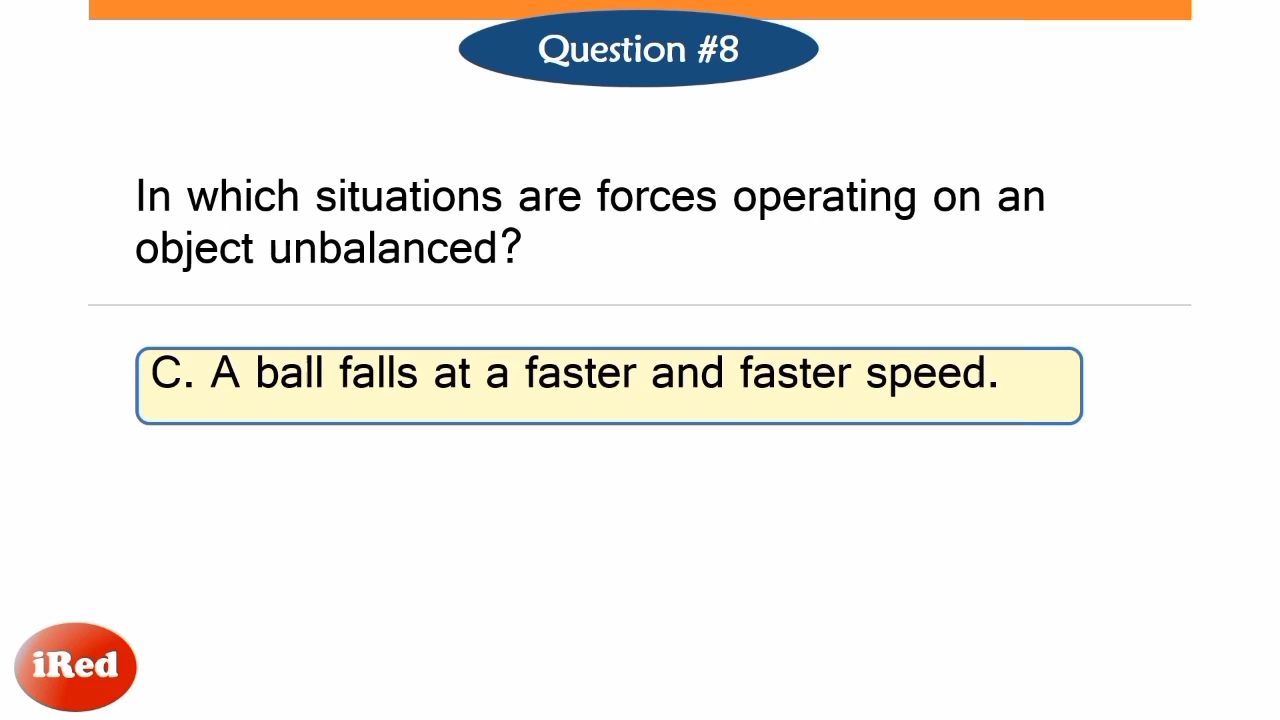 Question #8
In which situations are forces operating on an
object unbalanced?
C. A ball falls at a faster and faster speed.
iRed